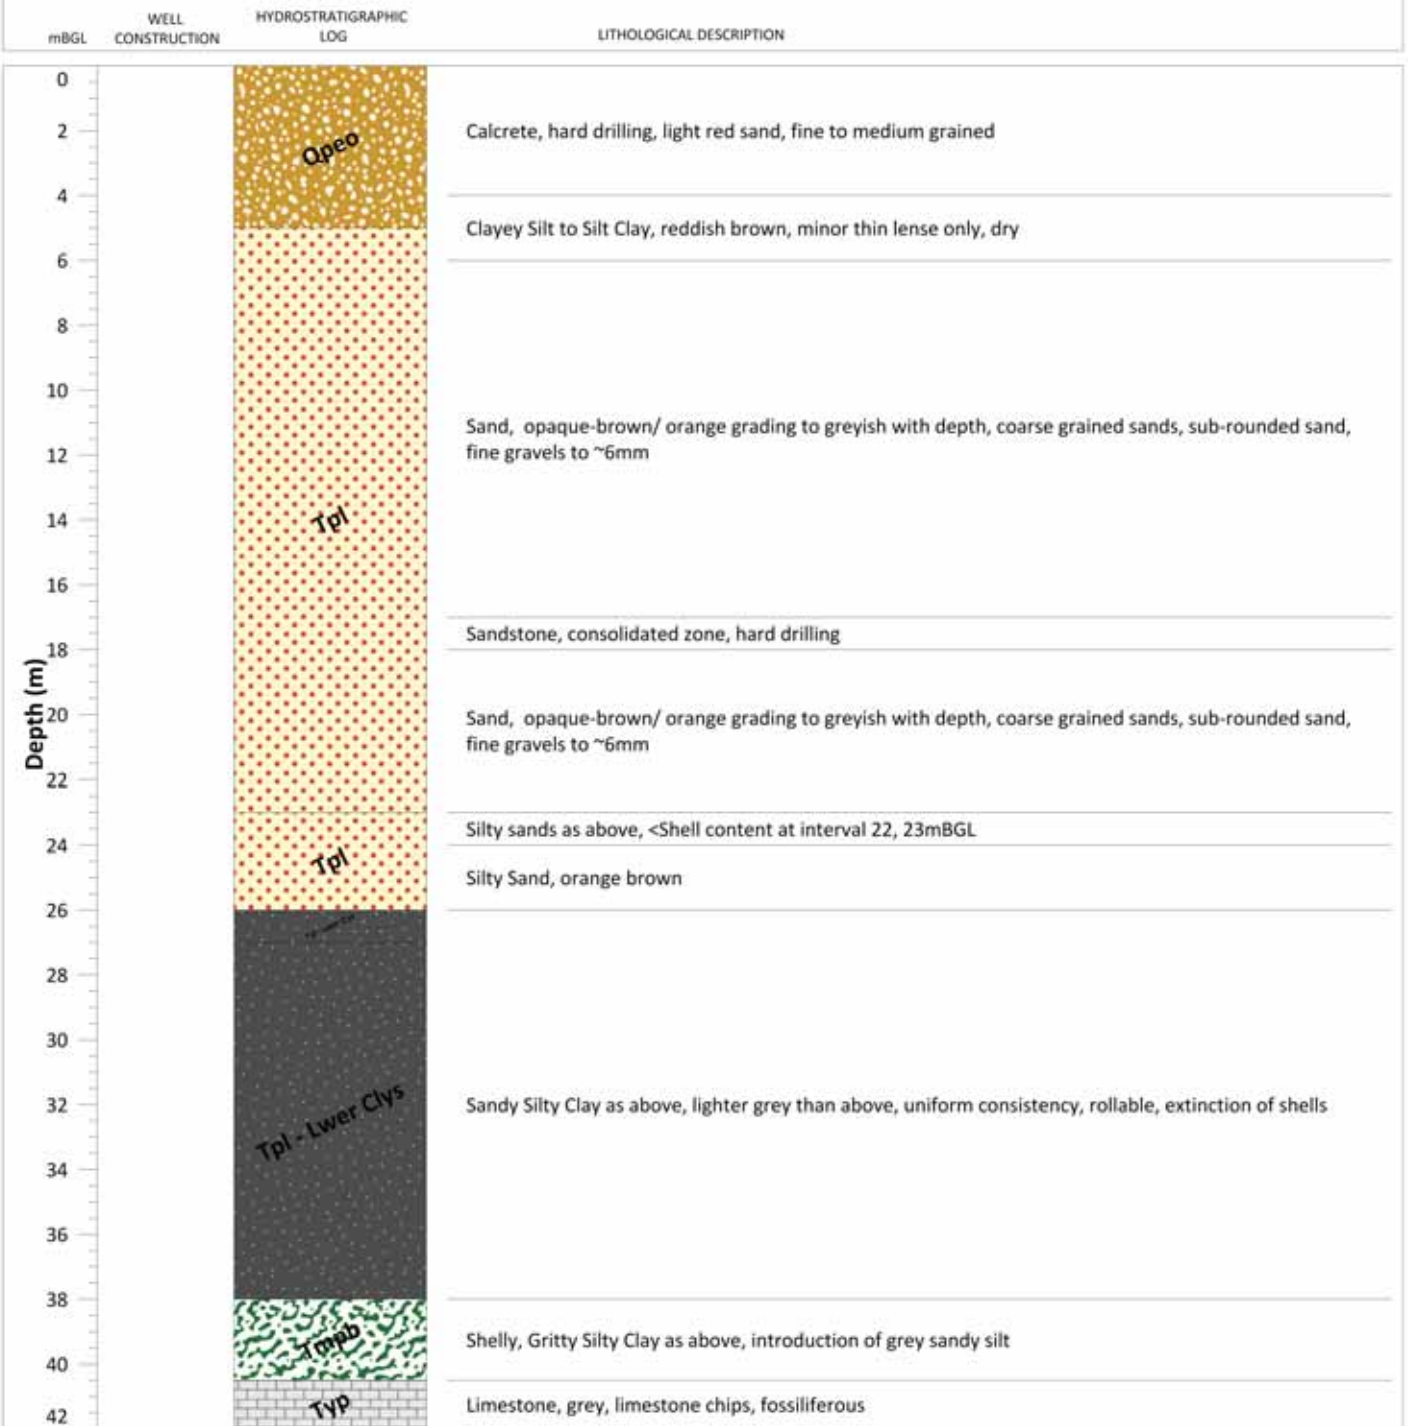 mBGL
WELL
CONSTRUCTION
HYDROSTRATIGRAPHIC
LOG
LITHOLOGICAL DESCRIPTION
0
2
4
6
8
10
12
14
16
18
20
22
24
26
28
30
32
34
36
38
40
42
Depth (m)
Qpeo
Tpl
Tpl
Tpl - Lwer Clys
Tmpb
Typ
Calcrete, hard drilling, light red sand, fine to medium grained
Clayey Silt to Silt Clay, reddish brown, minor thin lense only, dry
Sand,  opaque-brown/ orange grading to greyish with depth, coarse grained sands, sub-rounded sand,
fine gravels to ~6mm
Sandstone, consolidated zone, hard drilling
Sand,  opaque-brown/ orange grading to greyish with depth, coarse grained sands, sub-rounded sand,
fine gravels to ~6mm
Silty sands as above, <Shell content at interval 22, 23mBGL
Silty Sand, orange brown
Sandy Silty Clay as above, lighter grey than above, uniform consistency, rollable, extinction of shells
Shelly, Gritty Silty Clay as above, introduction of grey sandy silt
Limestone, grey, limestone chips, fossiliferous